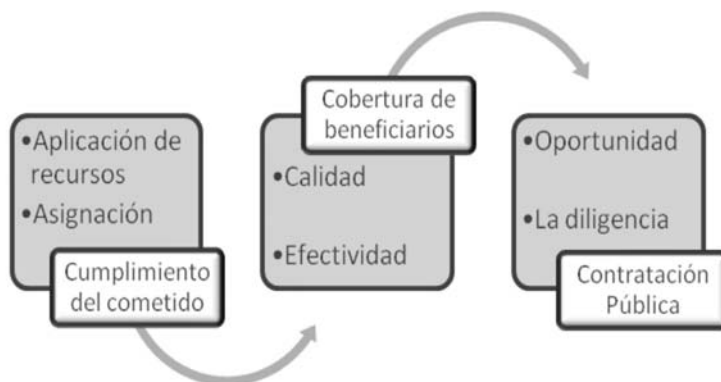 •Aplicación de
recursos
•Asignación
Cumplimiento
del cometido
Cobertura de
beneficiarios
•Calidad
•Efectividad
•Oportunidad
•La diligencia
Contratación
Pública